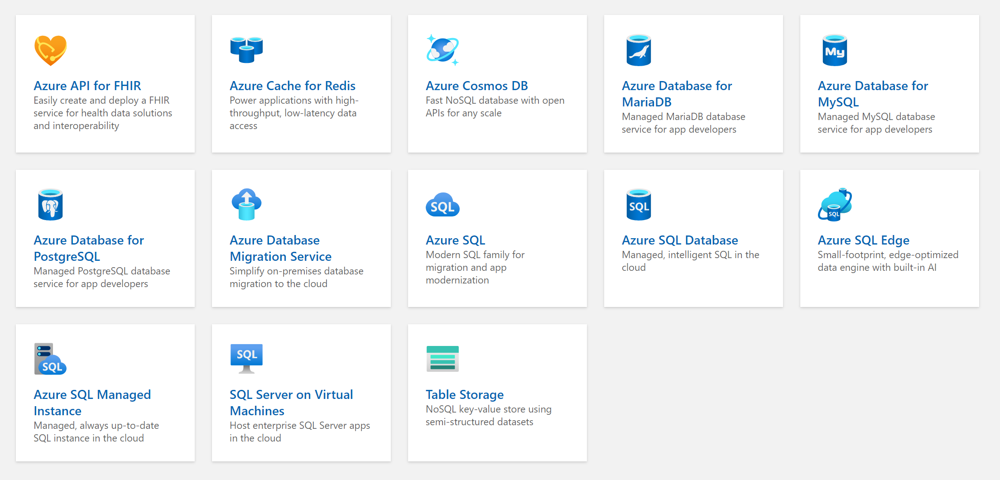 Azure API for FHIR
Easily create and deploy a FHIR
service for health data solutions
and interoperability
Azure Cache for Redis
Power applications with high-
throughput, low-latency data
access
Azure Cosmos DB
Fast NoSQL database with open
APIs for any scale
Azure Database for
MariaDB
Managed MariaDB database
service for app developers
My
Azure Database for
MySQL
Managed MySQL database
service for app developers
Azure Database for
PostgreSQL
Managed PostgreSQL database
service for app developers
Azure Database
Migration Service
Simplify on-premises database
migration to the cloud
SQL
Azure SQL
Modern SQL family for
migration and app
modernization
SQL
Azure SQL Database
Managed, intelligent SQL in the
cloud
SQL
Azure SQL Edge
Small-footprint, edge-optimized
data engine with built-in AI
SQL
Azure SQL Managed
Instance
Managed, always up-to-date
SQL instance in the cloud
SQL
SQL Server on Virtual
Machines
Host enterprise SQL Server apps
in the cloud
Table Storage
NoSQL key-value store using
semi-structured datasets